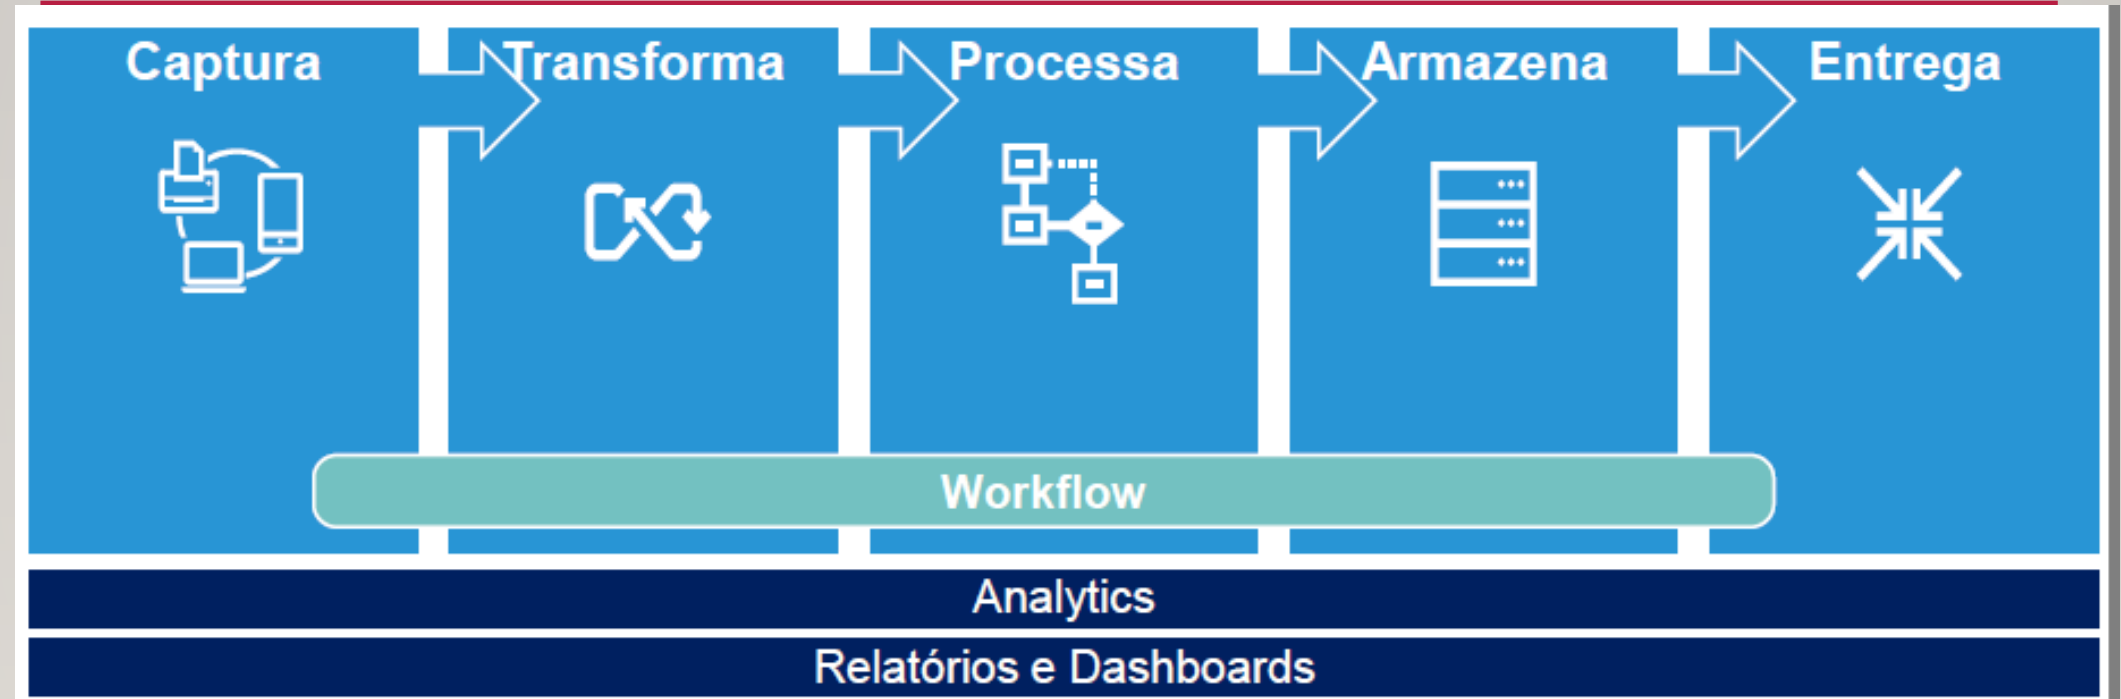 Captura
Transforma
Processa
Armazena
Entrega
Workflow
Analytics
Relatórios e Dashboards